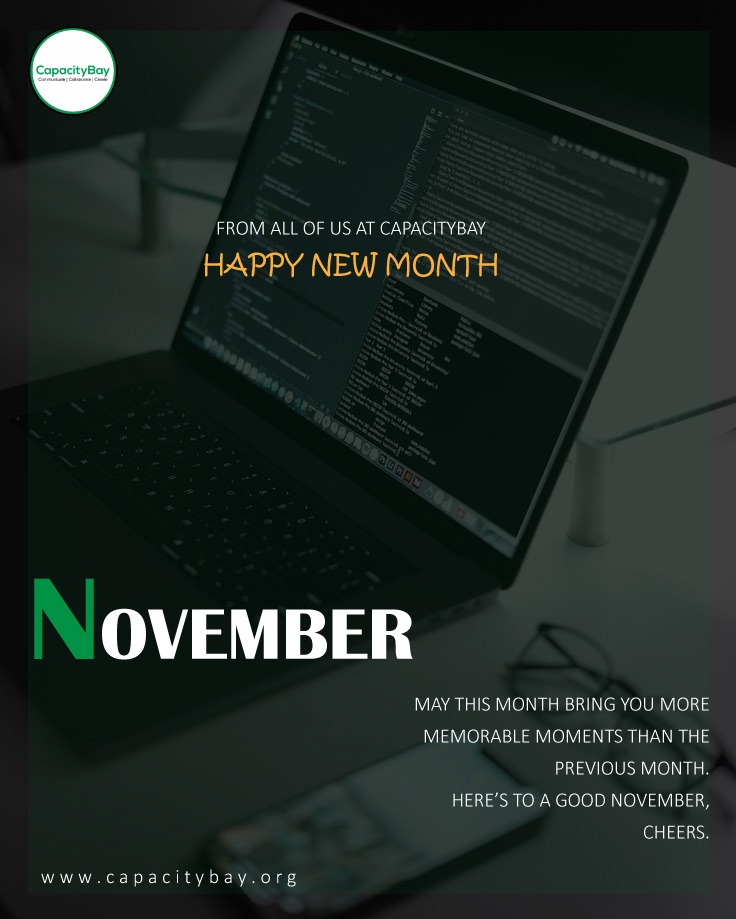 CapacityBay
Communicate | Collaborate | Create
FROM ALL OF US AT CAPACITYBAY
HAPPY NEW MONTH
NOVEMBER
MAY THIS MONTH BRING YOU MORE
MEMORABLE MOMENTS THAN THE
PREVIOUS MONTH.
HERE'S TO A GOOD NOVEMBER,
CHEERS.
www.capacitybay.org